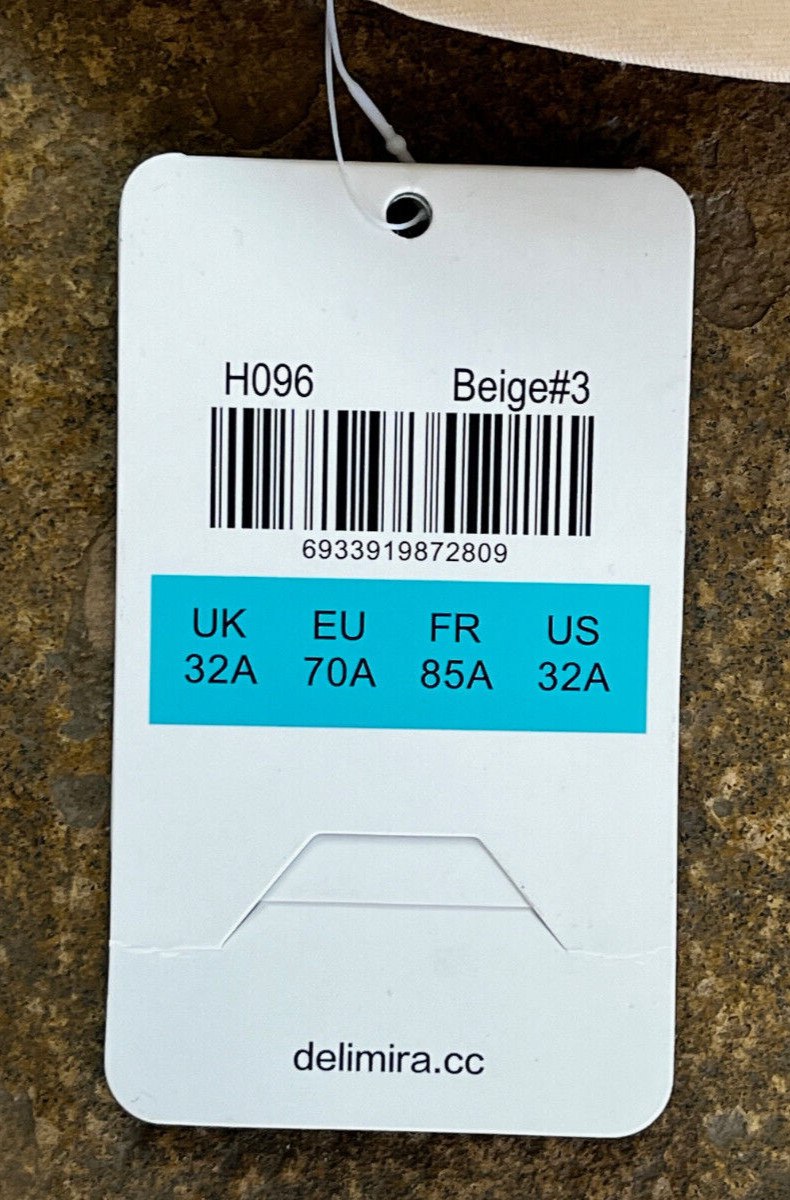 H096 Beige#3
6933919872809
UK EU FR US
32A 70A 85A 32A
delimira.cc